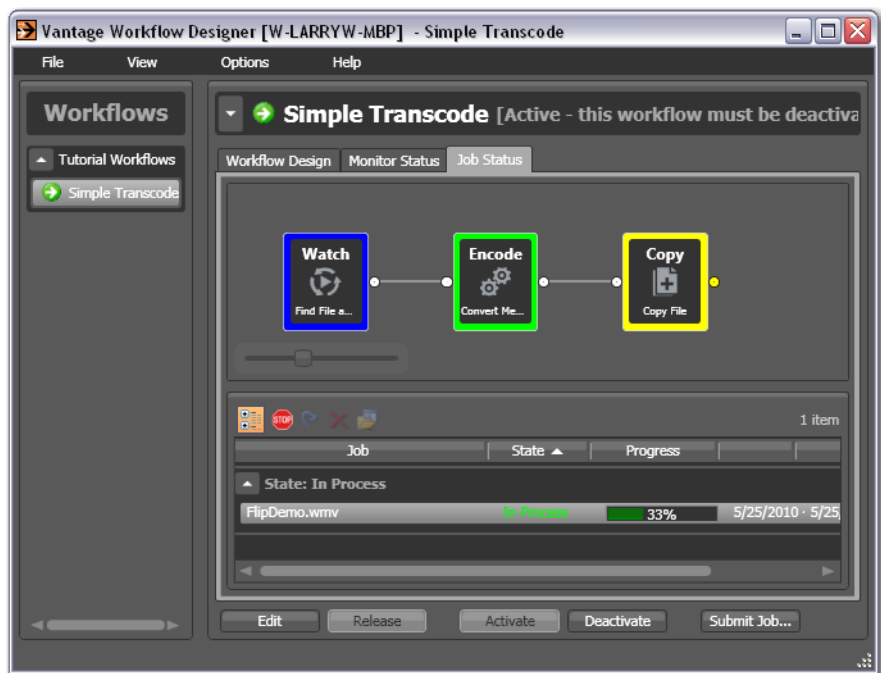 Vantage Workflow Designer [W-LARRYW-MBP] - Simple Transcode
File View Options Help
Workflows
Tutorial Workflows
Simple Transcode
Simple Transcode [Active - this workflow must be deactiva
Workflow Design Monitor Status Job Status
Watch Encode Copy
Find File a... Convert Me... Copy File
STOP 1 item
Job State Progress
State: In Process
FlipDemo.wmv In Process 33% 5/25/2010 · 5/25,
Edit Release Activate Deactivate Submit Job...